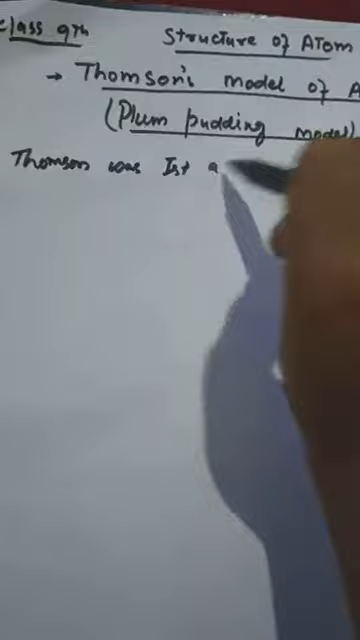 Class 9th
Structure of Atom
→ Thomson's model of A
(Plum pudding model)
Thomson was Ist a